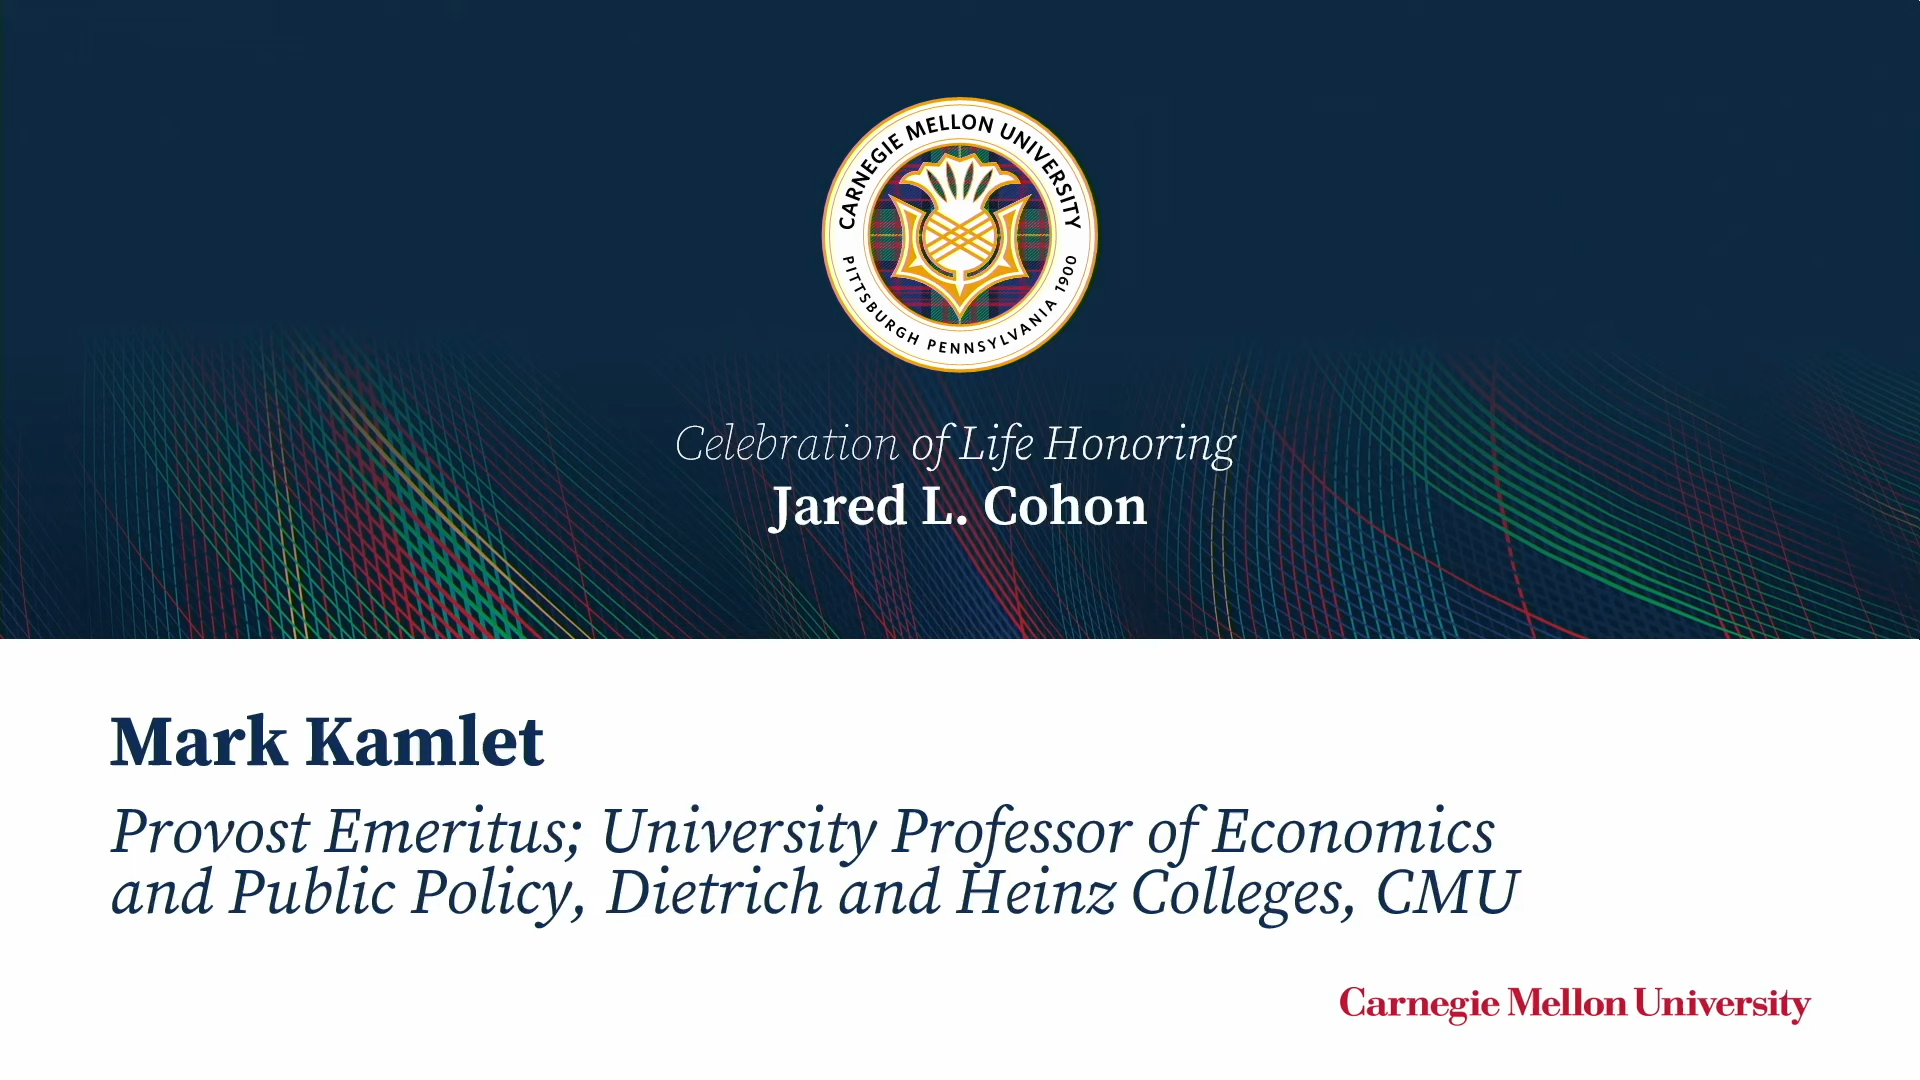 CARNEGIE MELLON UNIVERSITY
PITTSBURGH PENNSYLVANIA 1900
Celebration of Life Honoring
Jared L. Cohon
Mark Kamlet
Provost Emeritus; University Professor of Economics
and Public Policy, Dietrich and Heinz Colleges, CMU
Carnegie Mellon University